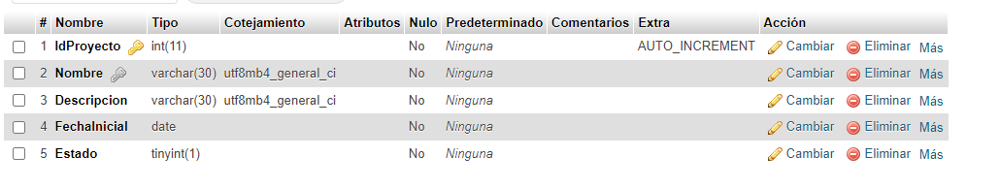 # Nombre Tipo Cotejamiento Atributos Nulo Predeterminado Comentarios Extra Acción
1 IdProyecto int(11) No Ninguna AUTO_INCREMENT Cambiar Eliminar Más
2 Nombre varchar(30) utf8mb4_general_ci No Ninguna Cambiar Eliminar Más
3 Descripcion varchar(30) utf8mb4_general_ci No Ninguna Cambiar Eliminar Más
4 FechaInicial date No Ninguna Cambiar Eliminar Más
5 Estado tinyint(1) No Ninguna Cambiar Eliminar Más